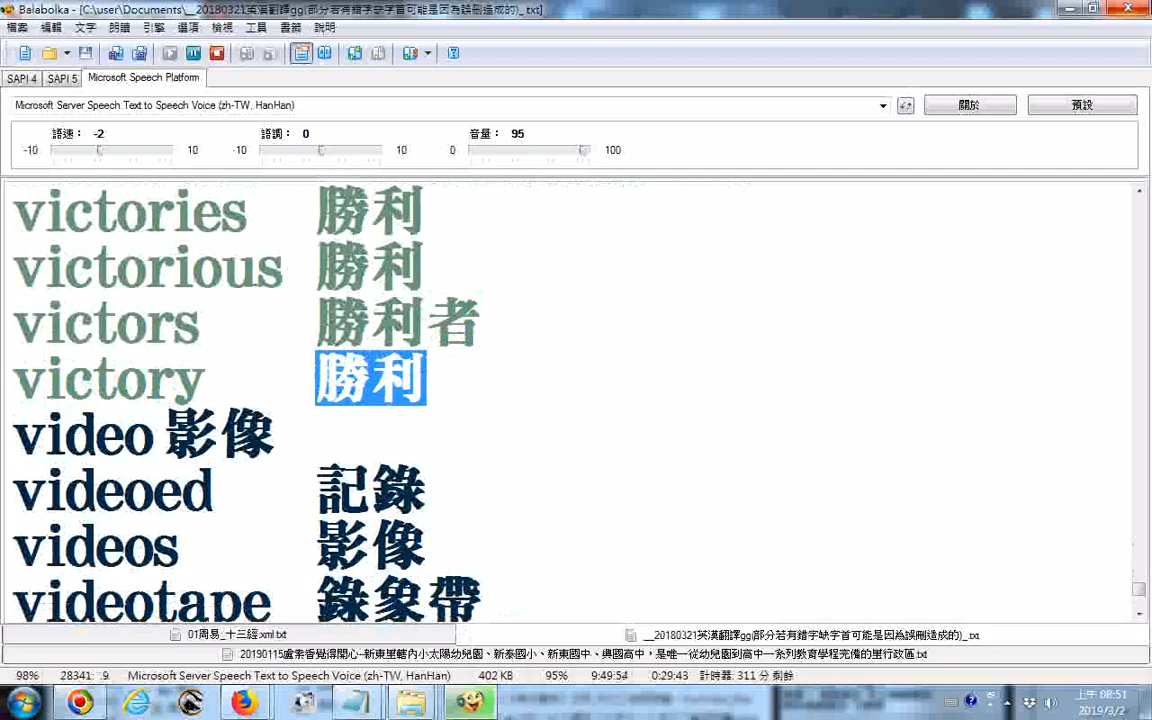 Balabolka - [C:\user\Documents\__20180321英漢翻譯gg(部分若有錯字缺字首可能是因為誤刪造成的)_.txt]
檔案 編輯 文字 朗讀 引擎 選項 檢視 工具 書籤 說明
SAPI 4 SAPI 5 Microsoft Speech Platform
Microsoft Server Speech Text to Speech Voice (zh-TW, HanHan) 關於 預設
語速： -2 語調： 0 音量： 95
-10 10 -10 10 0 100
victories 勝利
victorious 勝利
victors 勝利者
victory 勝利
video 影像
videoed 記錄
videos 影像
videotape 錄象帶
01周易_十三經.xml.txt __20180321英漢翻譯gg(部分若有錯字缺字首可能是因為誤刪造成的)_.txt
20190115盧素香覺得開心-新東里轄內小太陽幼兒園、新泰國小、新東國中、興國高中，是唯一從幼兒園到高中一系列教育學程完備的里行政區.txt
98% 28341: .9 Microsoft Server Speech Text to Speech Voice (zh-TW, HanHan) 402 KB 95% 9:49:54 0:29:43 計時器: 311 分 剩餘
上午 08:51
2019/3/2